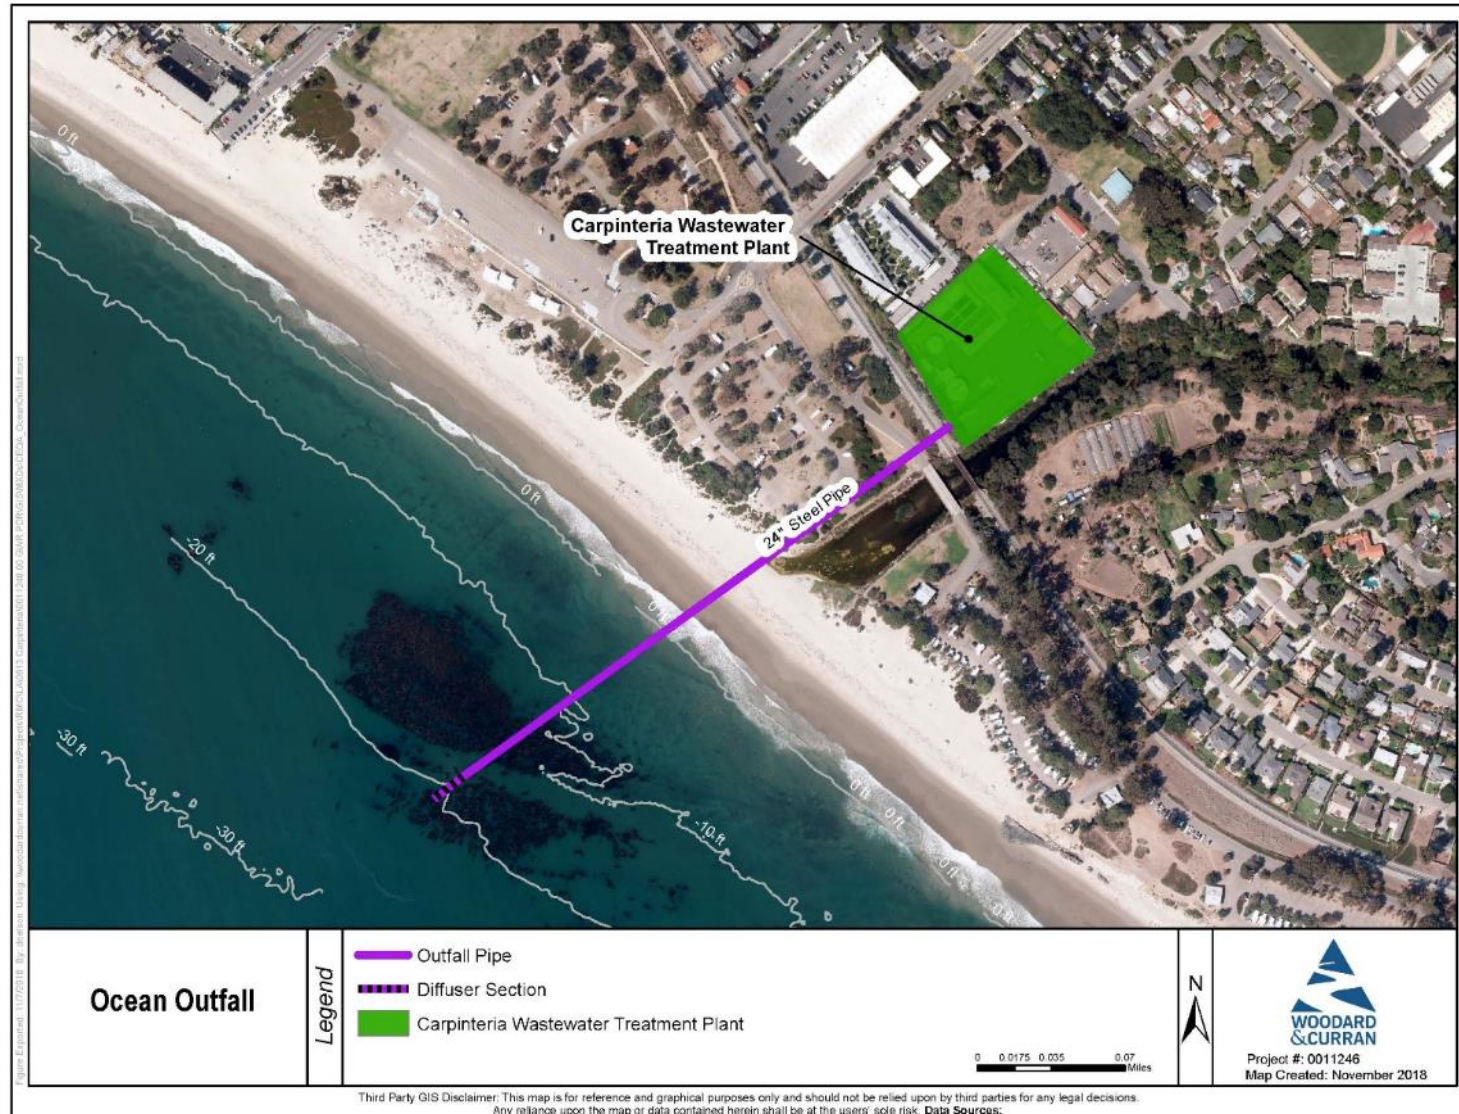 0 ft
Carpinteria Wastewater
Treatment Plant
0 ft
24" Steel Pipe
-20 ft
0 ft
-30 ft
-30 ft
-10 ft
0 ft
0 ft
0 ft
0 ft
Ocean Outfall
Legend
Outfall Pipe
Diffuser Section
Carpinteria Wastewater Treatment Plant
0 0.0175 0.035 0.07
Miles
N
WOODARD
&CURRAN
Project #: 0011246
Map Created: November 2018
Third Party GIS Disclaimer: This map is for reference and graphical purposes only and should not be relied upon by third parties for any legal decisions.
Any reliance upon the map or data contained herein shall be at the users' sole risk. Data Sources: